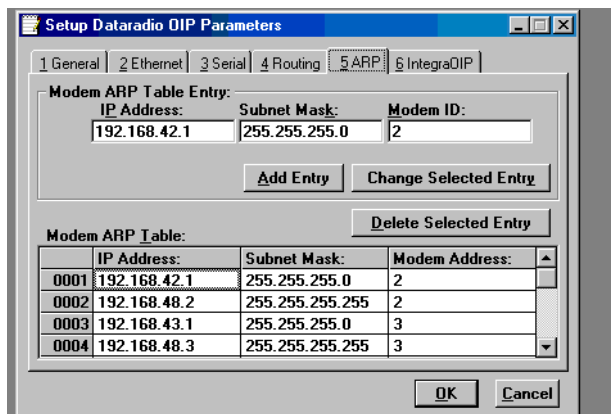 Setup Dataradio OIP Parameters
1 General 2 Ethernet 3 Serial 4 Routing 5 ARP 6 IntegraOIP
Modem ARP Table Entry:
IP Address: Subnet Mask: Modem ID:
192.168.42.1 255.255.255.0 2
Add Entry Change Selected Entry
Delete Selected Entry
Modem ARP Table:
IP Address: Subnet Mask: Modem Address:
0001 192.168.42.1 255.255.255.0 2
0002 192.168.48.2 255.255.255.255 2
0003 192.168.43.1 255.255.255.0 3
0004 192.168.48.3 255.255.255.255 3
OK Cancel